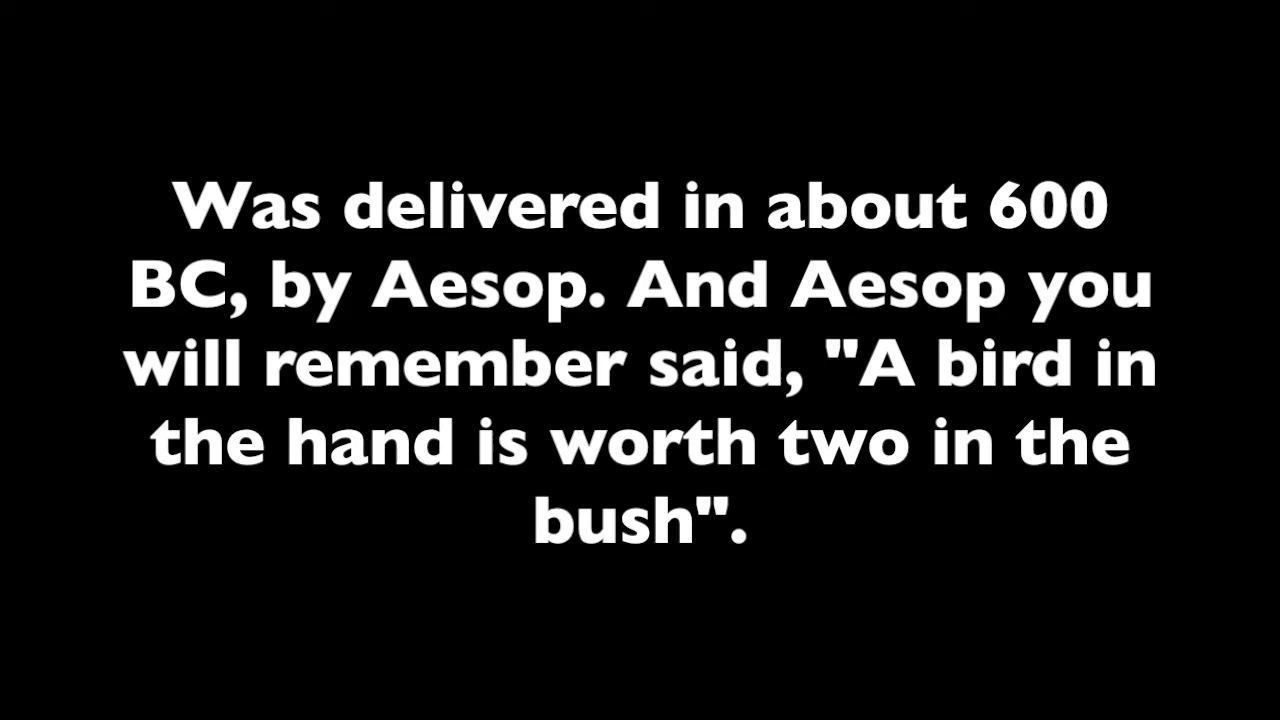 Was delivered in about 600
BC, by Aesop. And Aesop you
will remember said, "A bird in
the hand is worth two in the
bush".